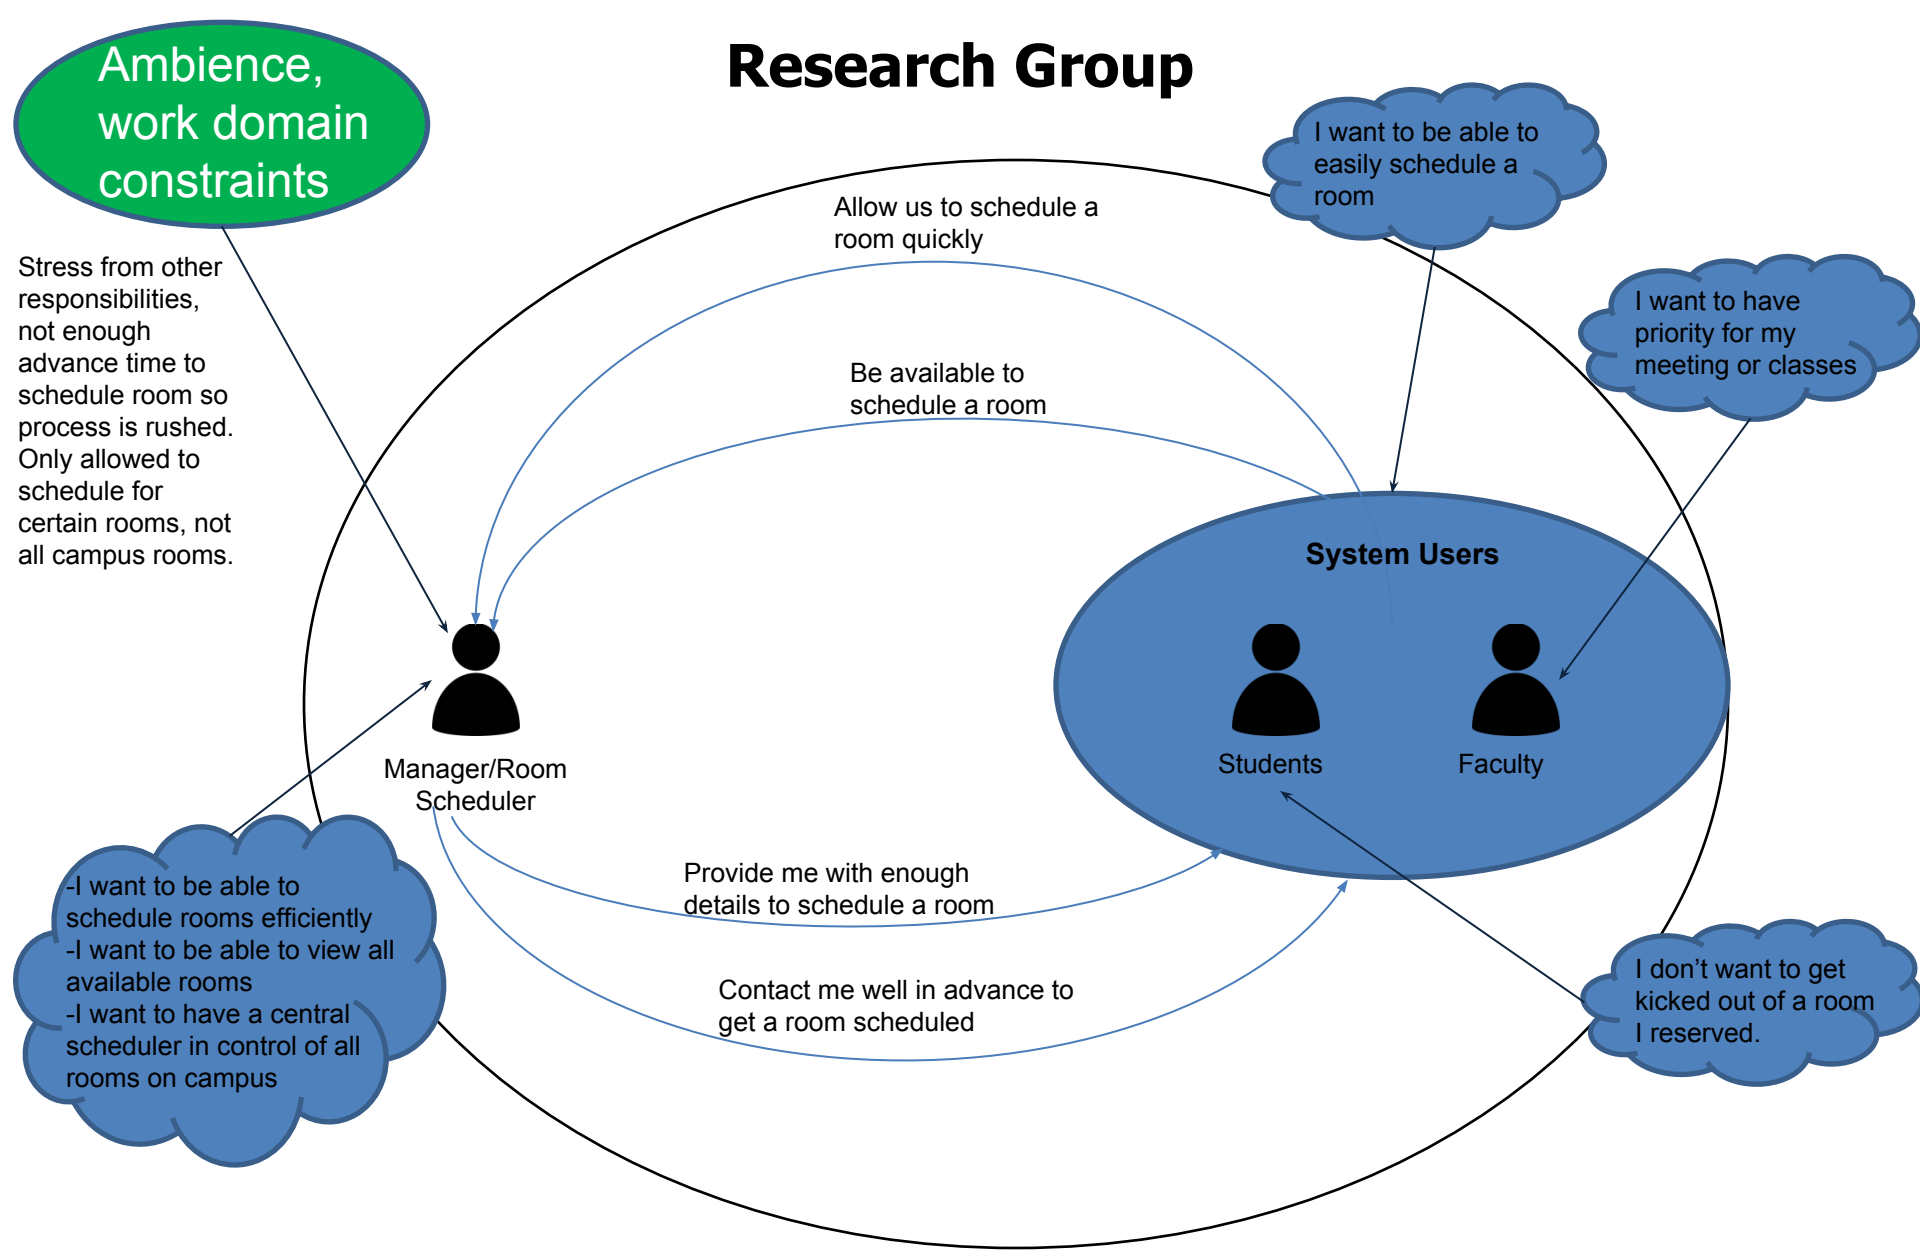 Research Group
Ambience,
work domain
constraints
Stress from other
responsibilities,
not enough
advance time to
schedule room so
process is rushed.
Only allowed to
schedule for
certain rooms, not
all campus rooms.
Allow us to schedule a
room quickly
Be available to
schedule a room
I want to be able to
easily schedule a
room
I want to have
priority for my
meeting or classes
System Users
Students
Faculty
Manager/Room
Scheduler
-I want to be able to
schedule rooms efficiently
-I want to be able to view all
available rooms
-I want to have a central
scheduler in control of all
rooms on campus
Provide me with enough
details to schedule a room
Contact me well in advance to
get a room scheduled
I don’t want to get
kicked out of a room
I reserved.